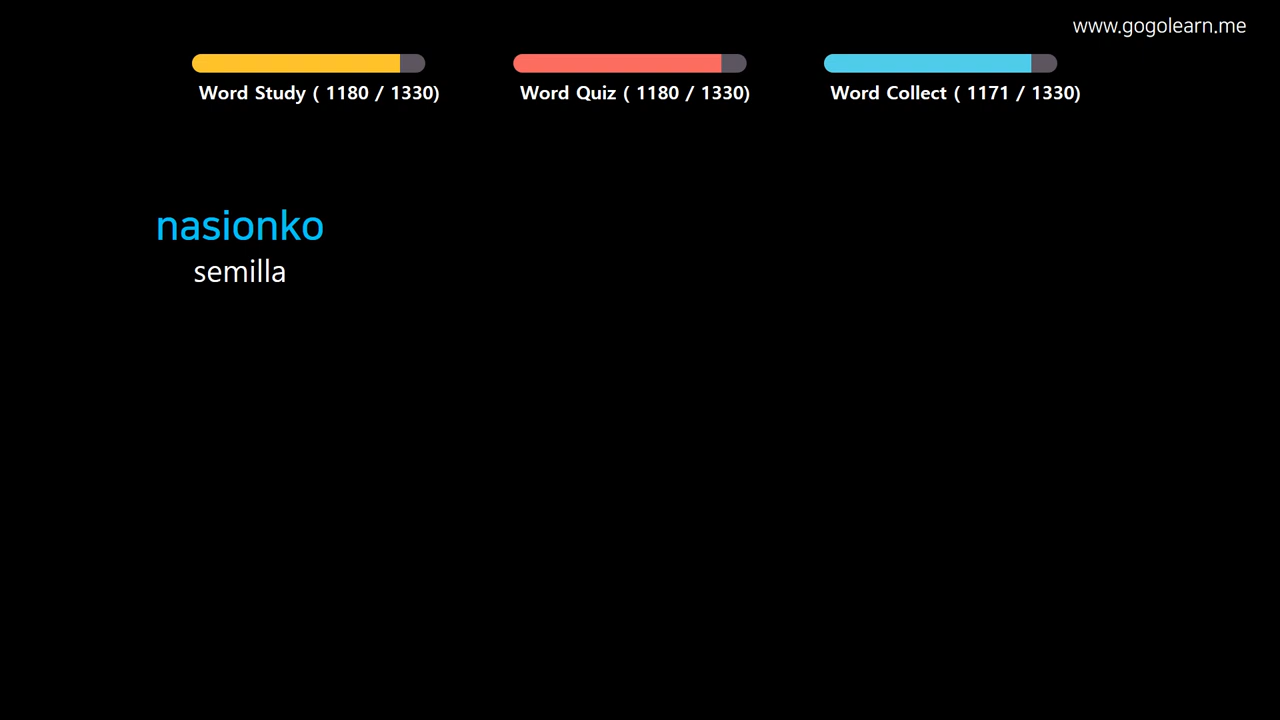 www.gogolearn.me
Word Study ( 1180 / 1330)
Word Quiz ( 1180 / 1330)
Word Collect ( 1171 / 1330)
nasionko
semilla